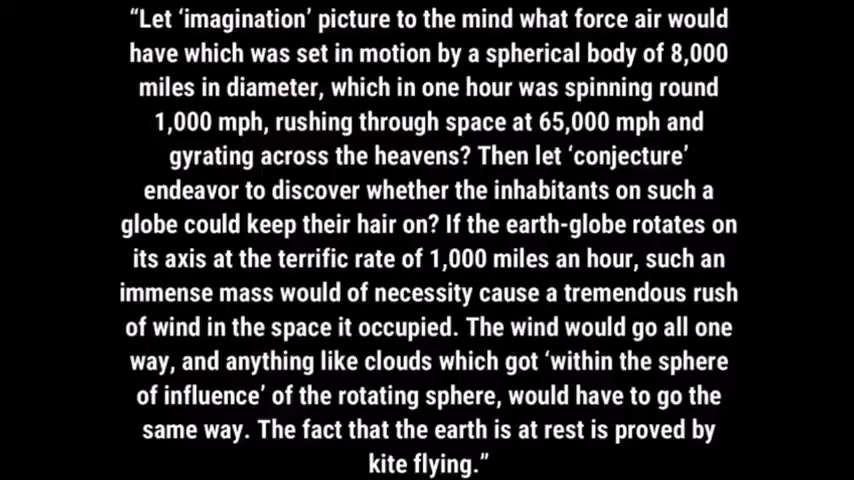 “Let ‘imagination’ picture to the mind what force air would
have which was set in motion by a spherical body of 8,000
miles in diameter, which in one hour was spinning round
1,000 mph, rushing through space at 65,000 mph and
gyrating across the heavens? Then let ‘conjecture’
endeavor to discover whether the inhabitants on such a
globe could keep their hair on? If the earth-globe rotates on
its axis at the terrific rate of 1,000 miles an hour, such an
immense mass would of necessity cause a tremendous rush
of wind in the space it occupied. The wind would go all one
way, and anything like clouds which got ‘within the sphere
of influence’ of the rotating sphere, would have to go the
same way. The fact that the earth is at rest is proved by
kite flying.”